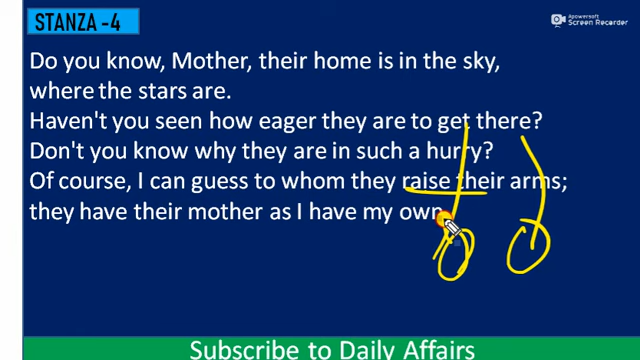 STANZA -4
Apowersoft
Screen Recorder
Do you know, Mother, their home is in the sky,
where the stars are.
Haven't you seen how eager they are to get there?
Don't you know why they are in such a hurry?
Of course, I can guess to whom they raise their arms;
they have their mother as I have my own.
Subscribe to Daily Affairs